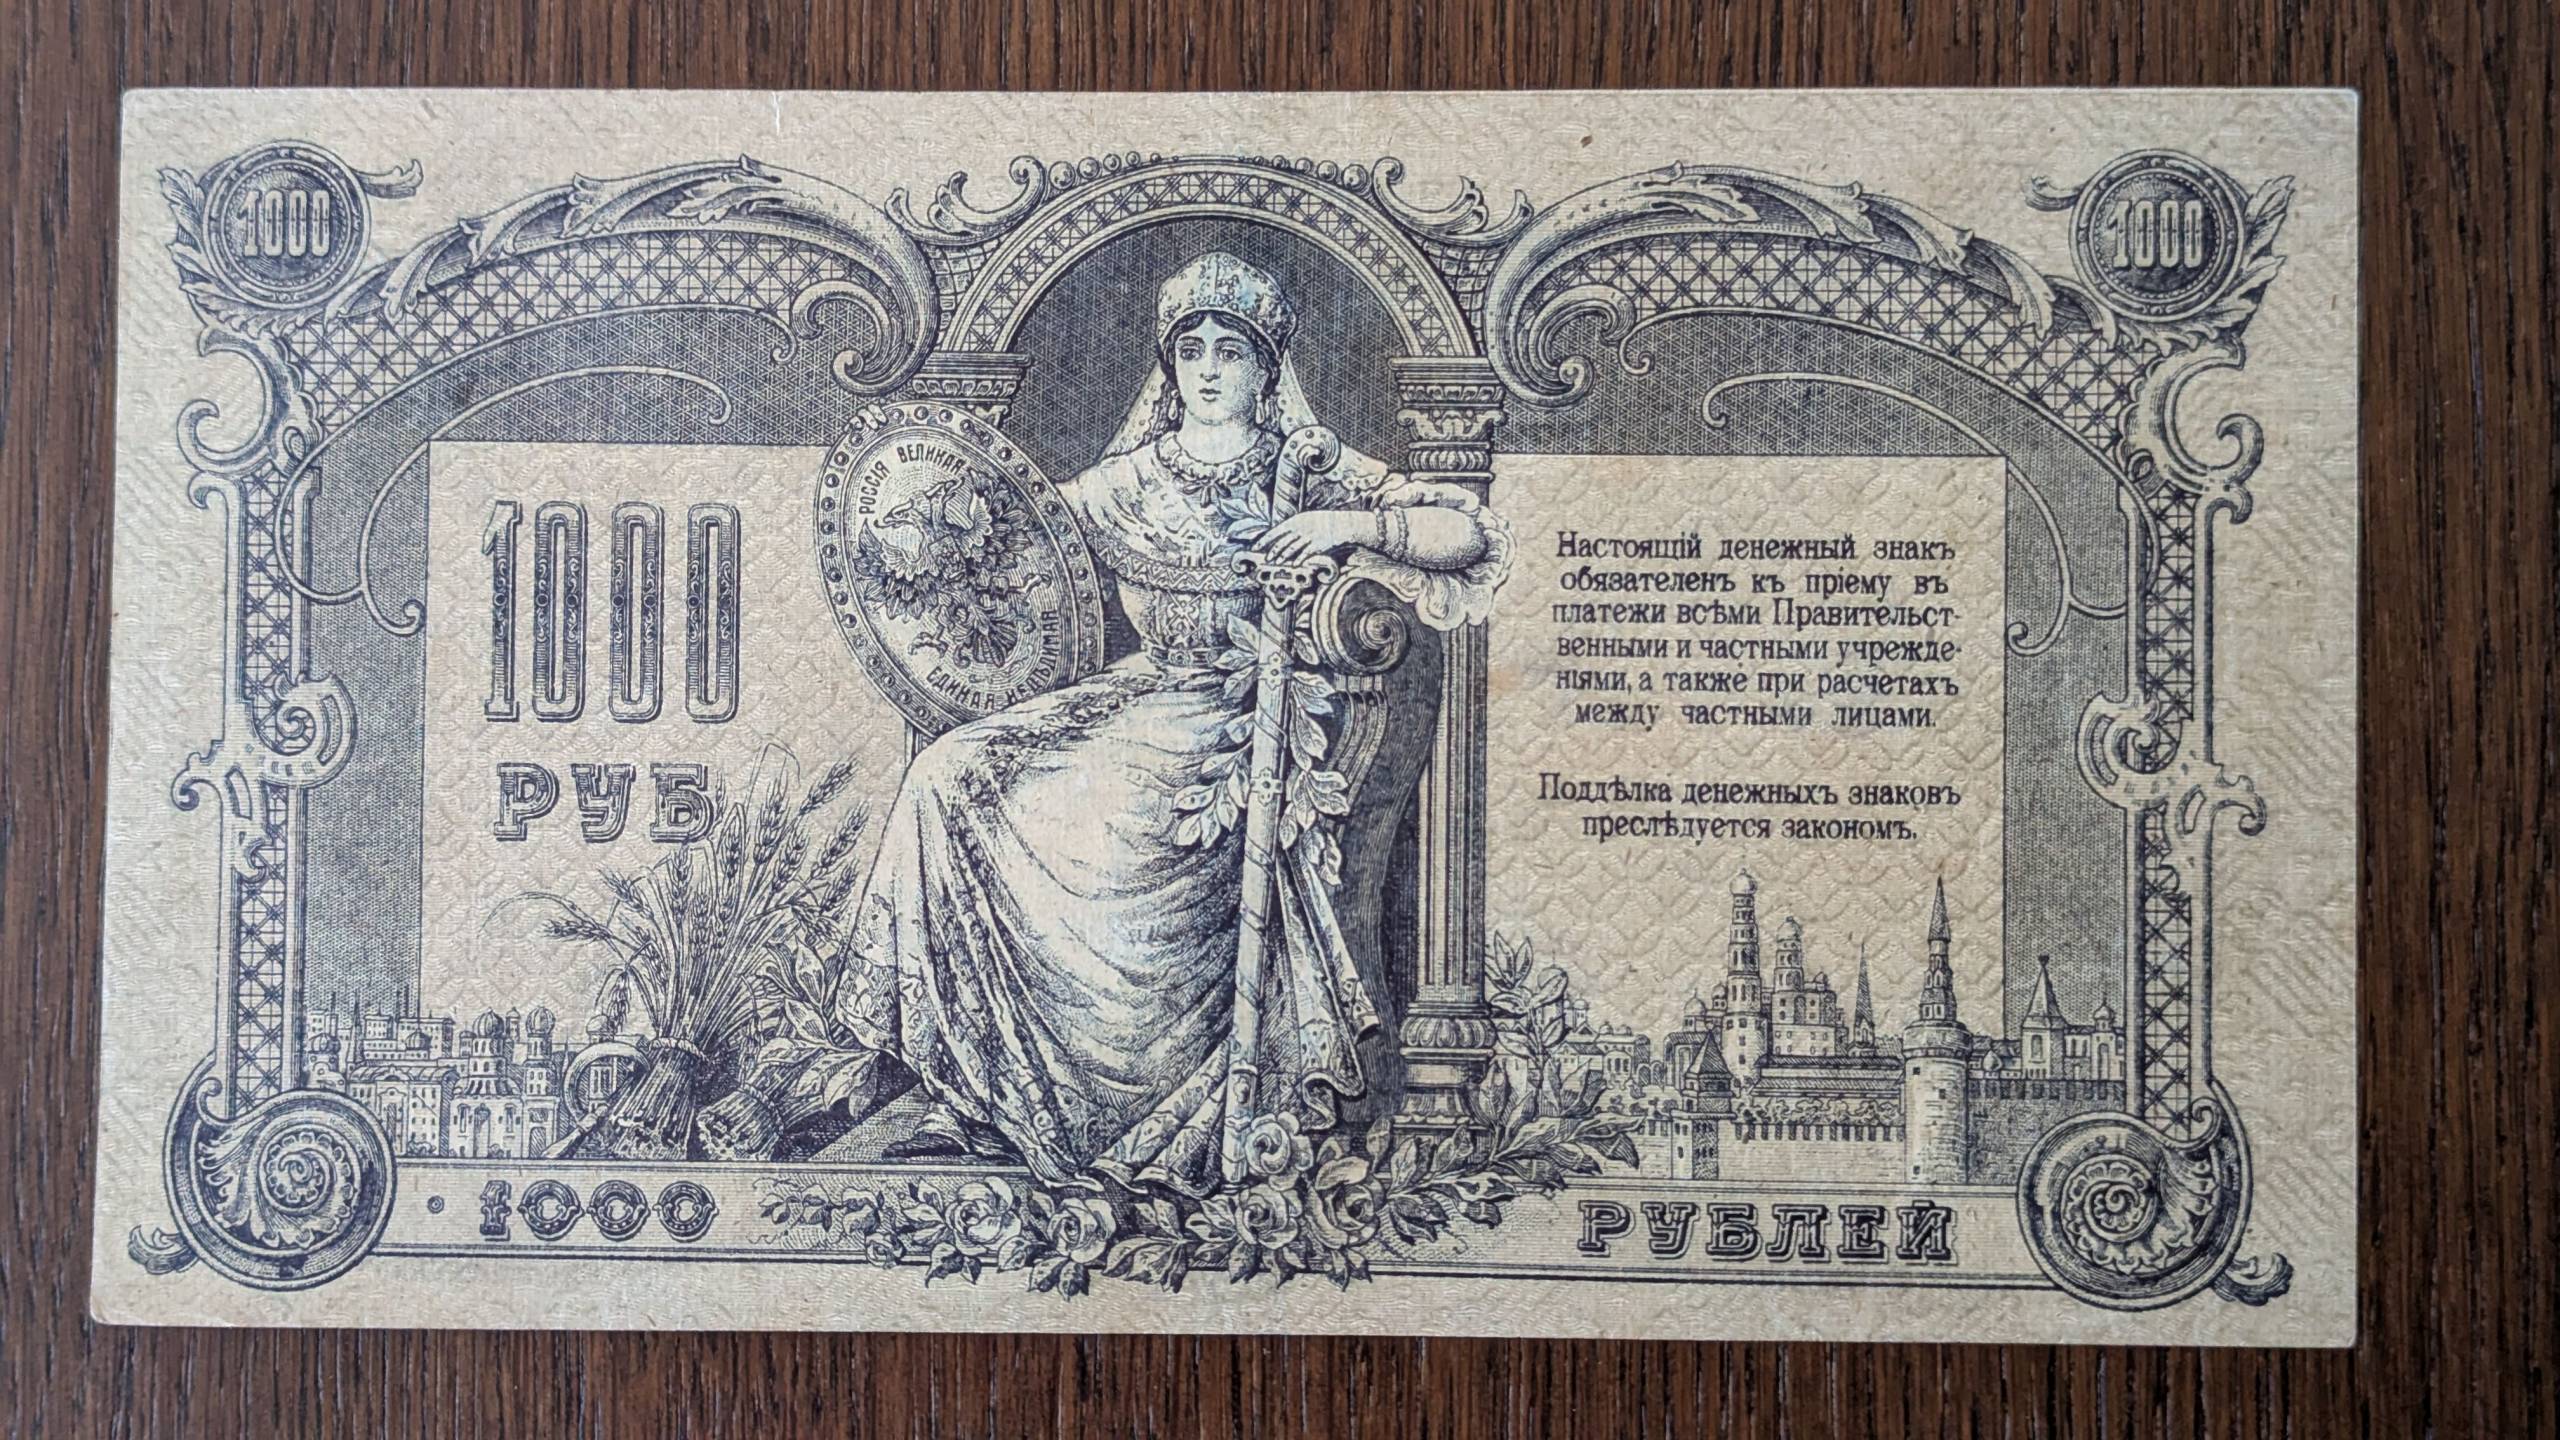 1000
1000
РОССІЯ ВЕЛИКАЯ
ЕДИНАЯ НЕДѢЛИМАЯ
1000
РУБ
Настоящій денежный знакъ
обязателенъ къ пріему въ
платежи всѣми Правительст-
венными и частными учрежде-
ніями, а также при расчетахъ
между частными лицами.
Поддѣлка денежныхъ знаковъ
преслѣдуется закономъ.
1000
РУБЛЕЙ